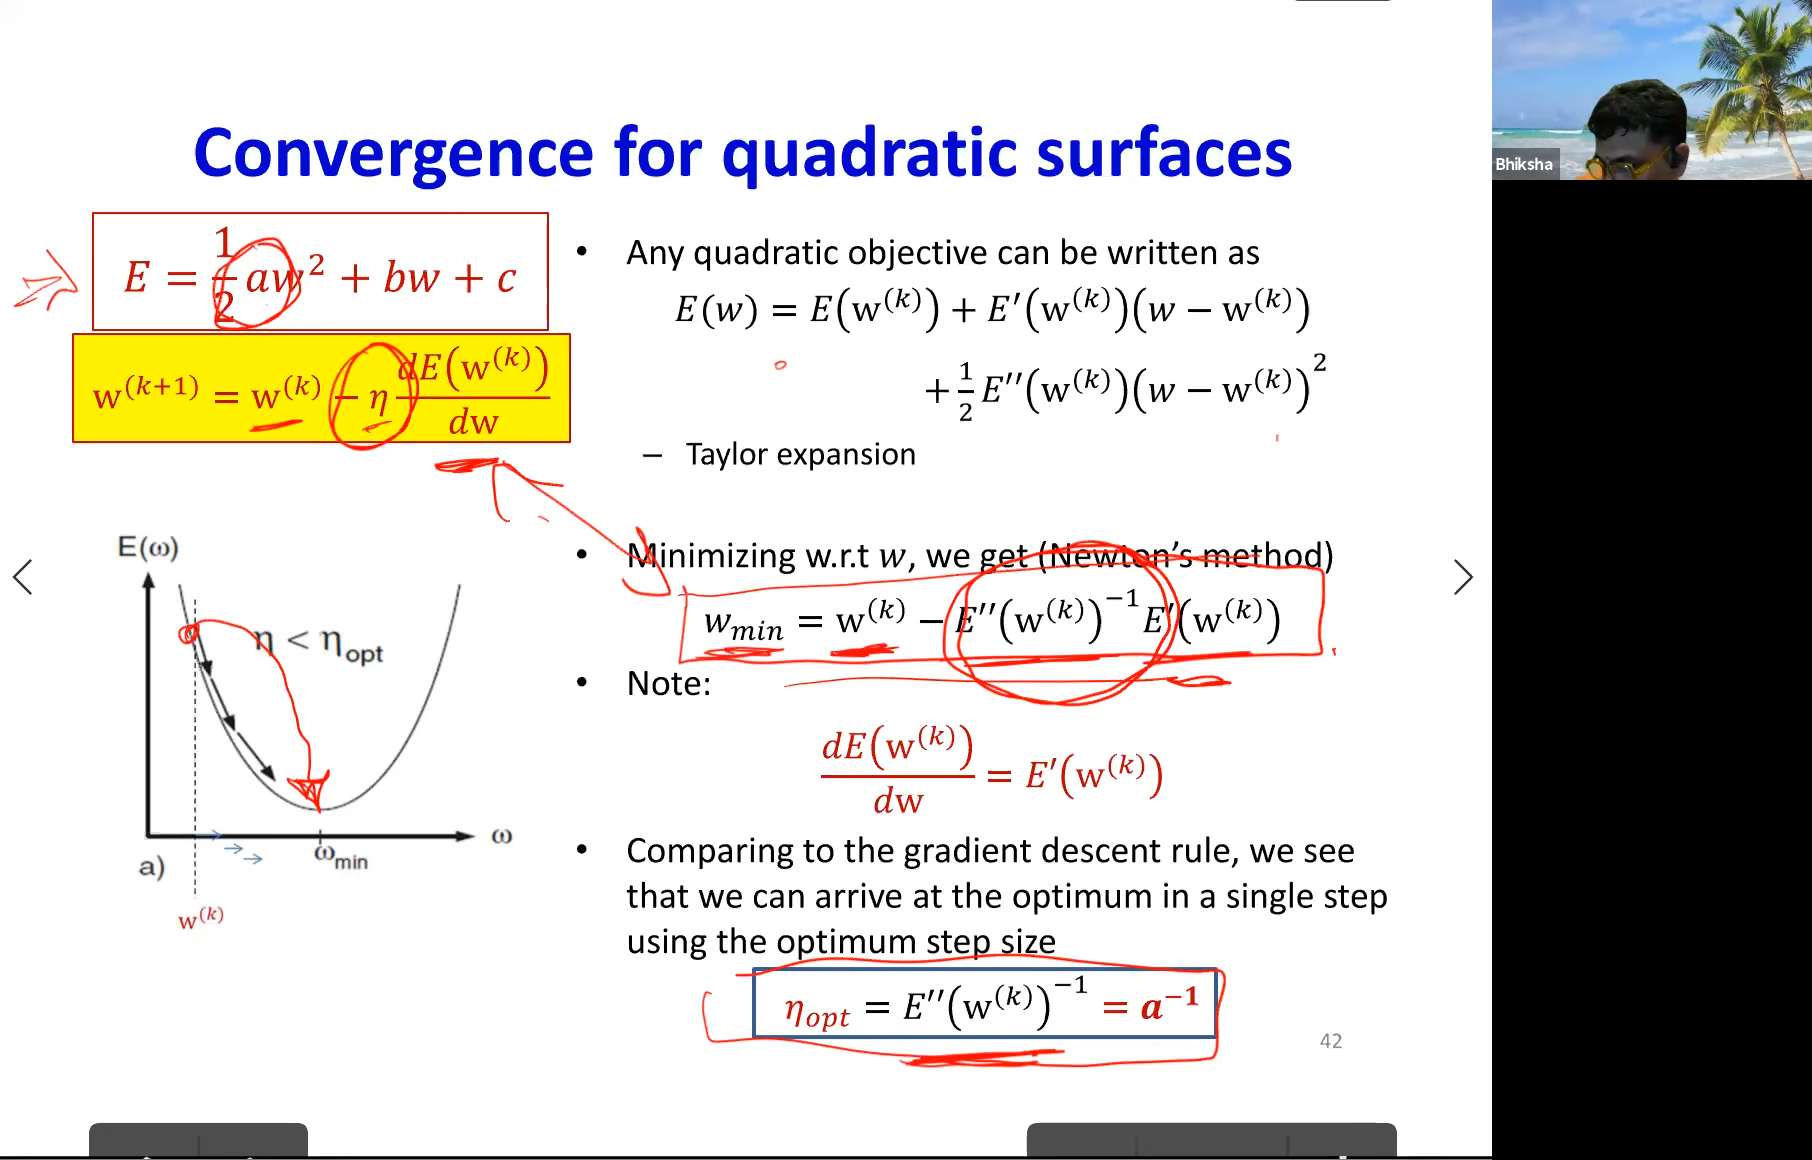 Convergence for quadratic surfaces
E = 1/2 aw² + bw + c
w^(k+1) = w^(k) − η dE(w^(k))/dw
E(ω)
η < η_opt
ω
ω_min
a)
w^(k)
• Any quadratic objective can be written as
E(w) = E(w^(k)) + E′(w^(k))(w − w^(k))
+ 1/2 E′′(w^(k))(w − w^(k))²
– Taylor expansion
• Minimizing w.r.t w, we get (Newton's method)
w_min = w^(k) − E′′(w^(k))^−1 E′(w^(k))
• Note:
dE(w^(k))/dw = E′(w^(k))
• Comparing to the gradient descent rule, we see
that we can arrive at the optimum in a single step
using the optimum step size
η_opt = E′′(w^(k))^−1 = a^−1
42
Bhiksha